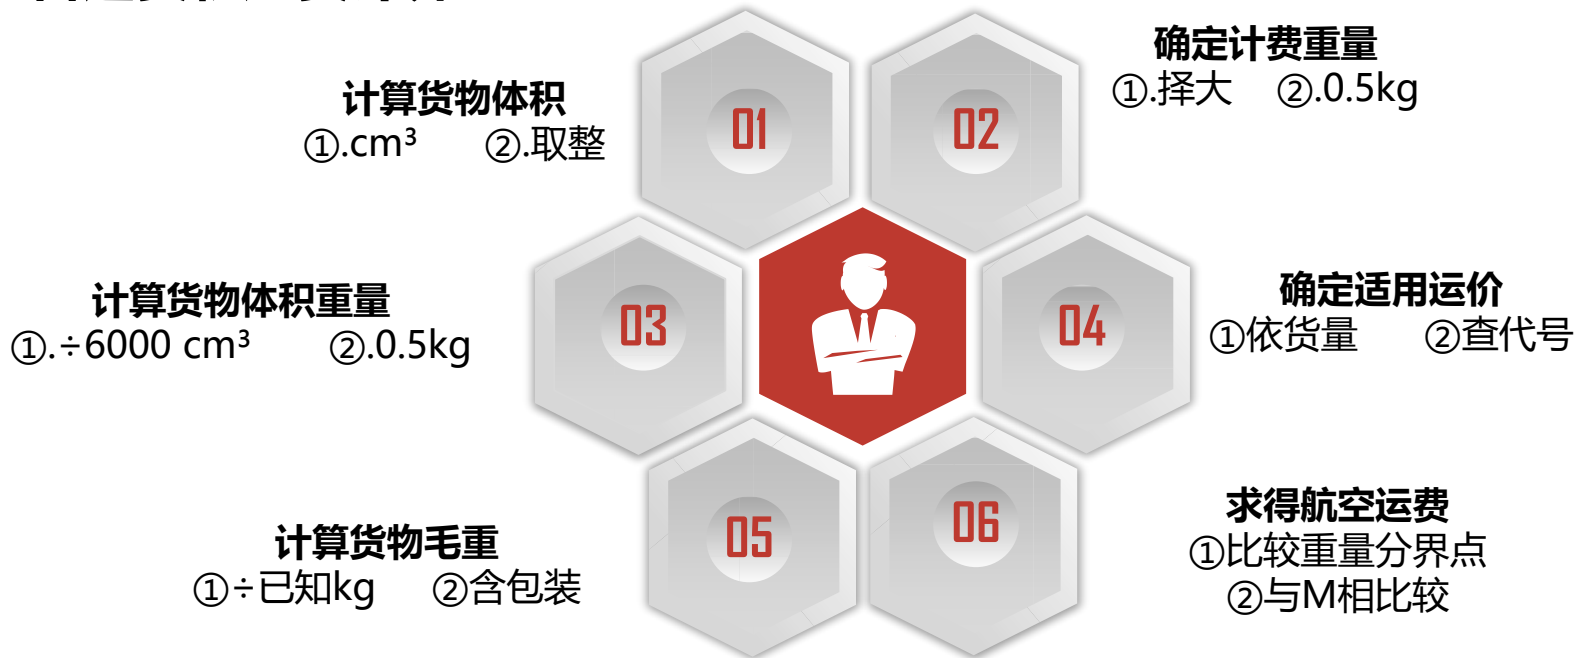 计算货物体积
①.cm³ ②.取整
01
02
确定计费重量
①.择大 ②.0.5kg
计算货物体积重量
①.÷6000 cm³ ②.0.5kg
03
04
确定适用运价
①依货量 ②查代号
计算货物毛重
①÷已知kg ②含包装
05
06
求得航空运费
①比较重量分界点
②与M相比较